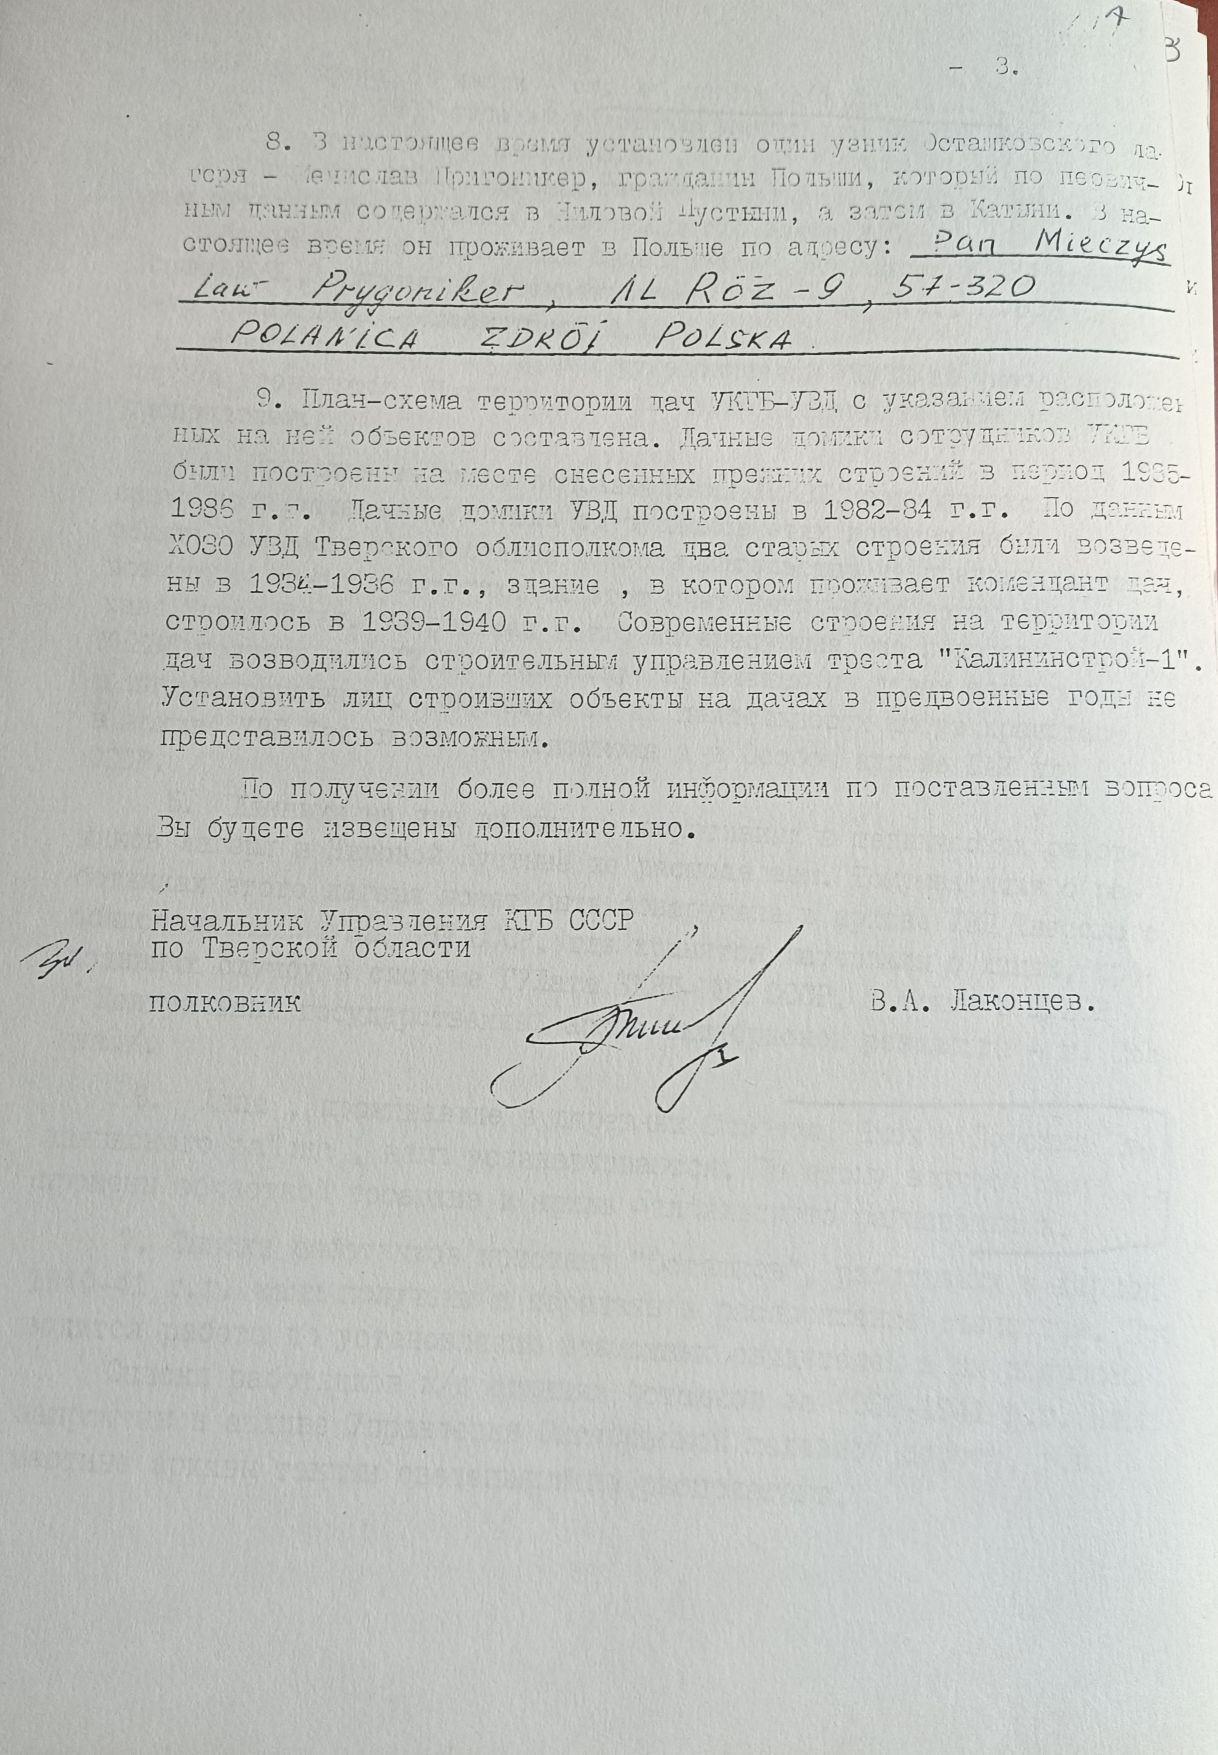 - 3.
8. В настоящее время установлен один узник Осташковского ла-
геря - Мечислав Пригоникер, гражданин Польши, который по первич-
ным данным содержался в Ниловой Пустыни, а затем в Катыни. В на-
стоящее время он проживает в Польше по адресу: Pan Mieczys
law Prygoniker, AL RÓŻ-9, 57-320
POLANICA ZDRÓJ POLSKA.
9. План-схема территории дач УКГБ-УВД с указанием расположен
ных на ней объектов составлена. Дачные домики сотрудников УКГБ
были построены на месте снесенных прежних строений в период 1985-
1986 г.г. Дачные домики УВД построены в 1982-84 г.г. По данным
ХОЗО УВД Тверского облисполкома два старых строения были возведе-
ны в 1934-1936 г.г., здание , в котором проживает комендант дач,
строилось в 1939-1940 г.г. Современные строения на территории
дач возводились строительным управлением треста "Калининстрой-1".
Установить лиц строивших объекты на дачах в предвоенные годы не
представилось возможным.
По получении более полной информации по поставленным вопроса
Вы будете извещены дополнительно.
Начальник Управления КГБ СССР
по Тверской области
полковник В.А. Лаконцев.